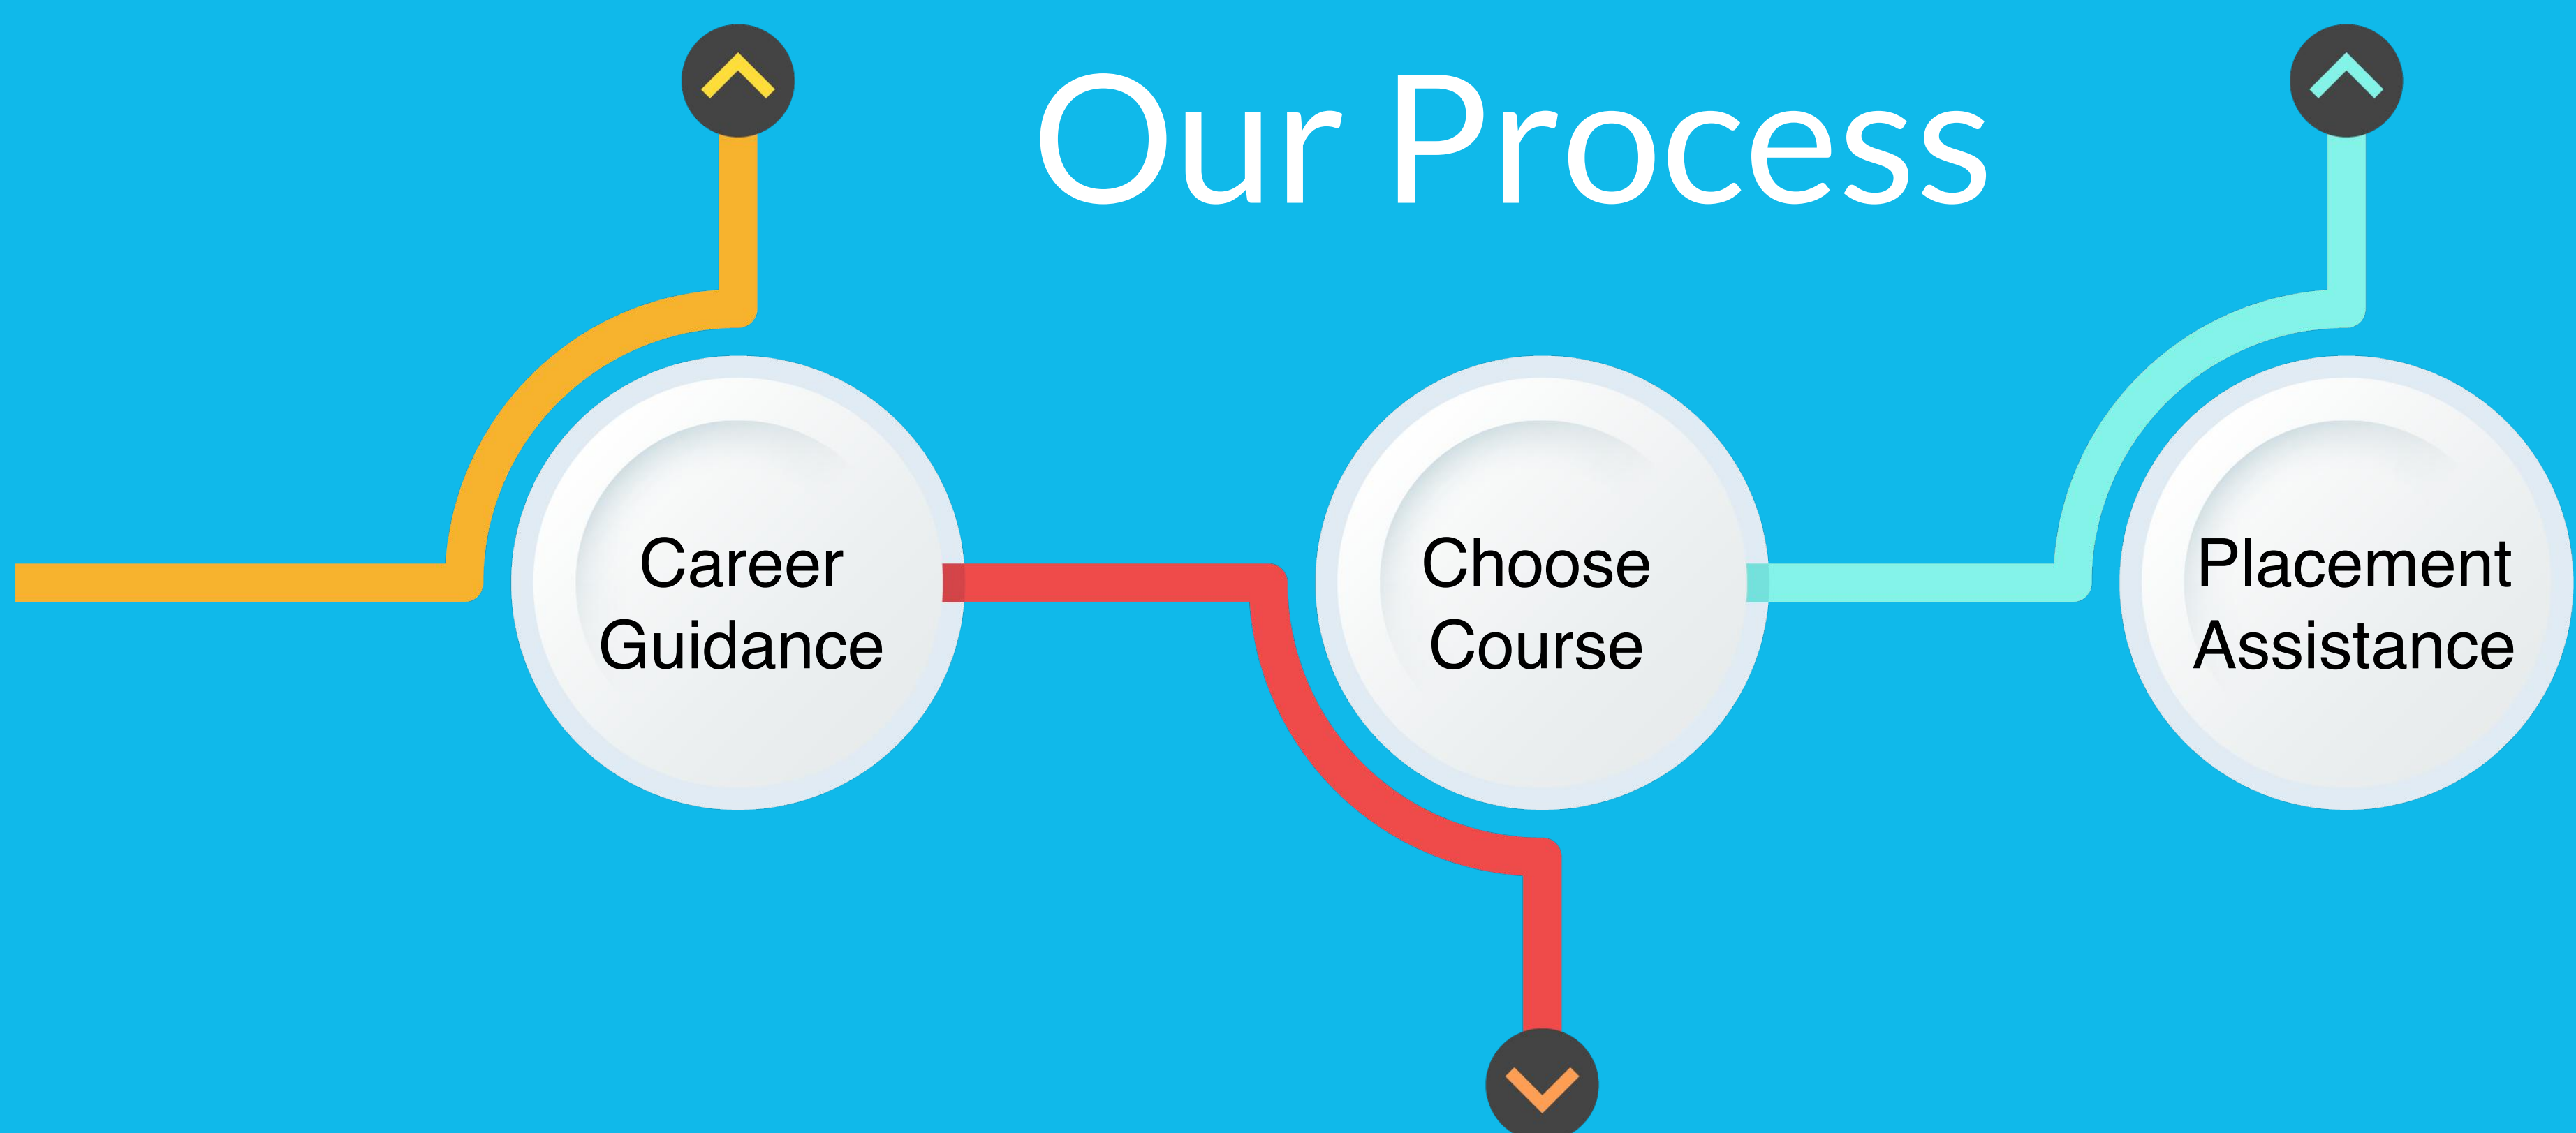 Our Process
Career
Guidance
Choose
Course
Placement
Assistance